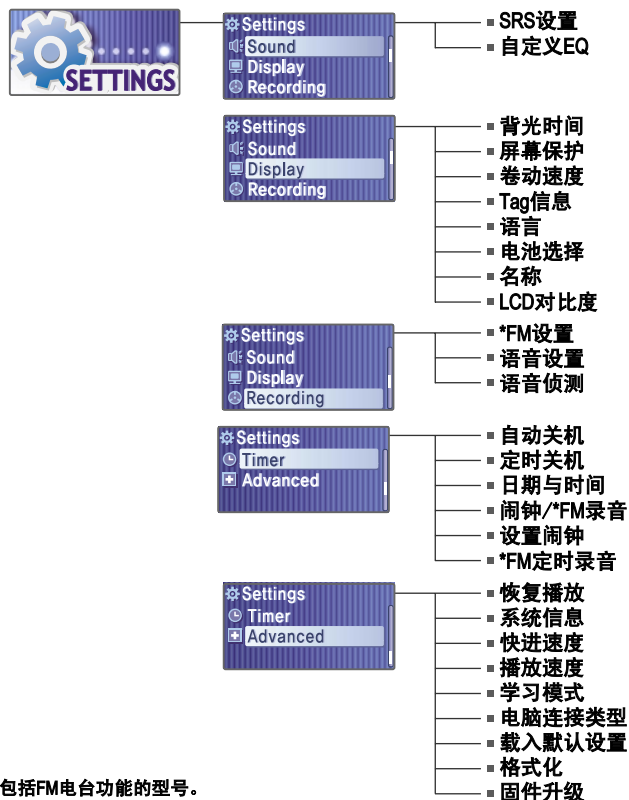 SETTINGS
Settings
Sound
Display
Recording
■ SRS设置
■ 自定义EQ
Settings
Sound
Display
Recording
■ 背光时间
■ 屏幕保护
■ 卷动速度
■ Tag信息
■ 语言
■ 电池选择
■ 名称
■ LCD对比度
Settings
Sound
Display
Recording
■ *FM设置
■ 语音设置
■ 语音侦测
Settings
Timer
Advanced
■ 自动关机
■ 定时关机
■ 日期与时间
■ 闹钟/*FM录音
■ 设置闹钟
■ *FM定时录音
Settings
Timer
Advanced
■ 恢复播放
■ 系统信息
■ 快进速度
■ 播放速度
■ 学习模式
■ 电脑连接类型
■ 载入默认设置
■ 格式化
■ 固件升级
包括FM电台功能的型号。